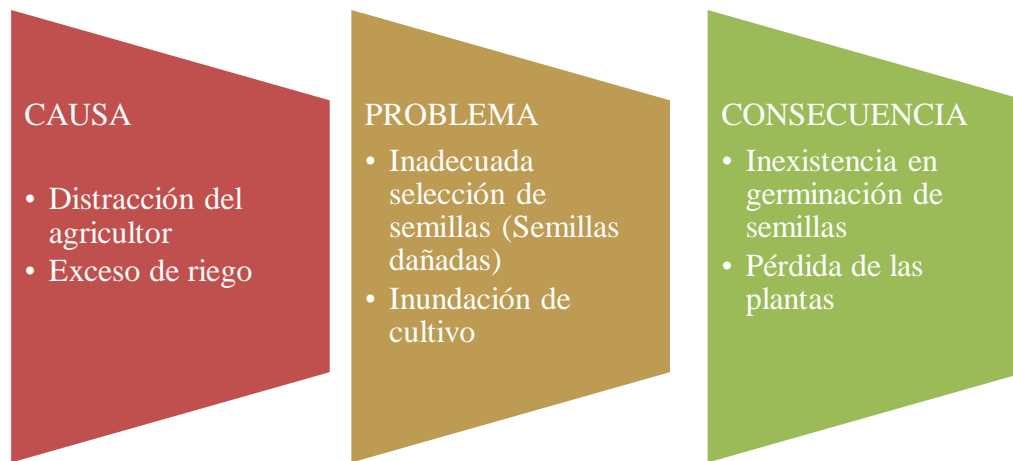 CAUSA
• Distracción del
agricultor
• Exceso de riego
PROBLEMA
• Inadecuada
selección de
semillas (Semillas
dañadas)
• Inundación de
cultivo
CONSECUENCIA
• Inexistencia en
germinación de
semillas
• Pérdida de las
plantas